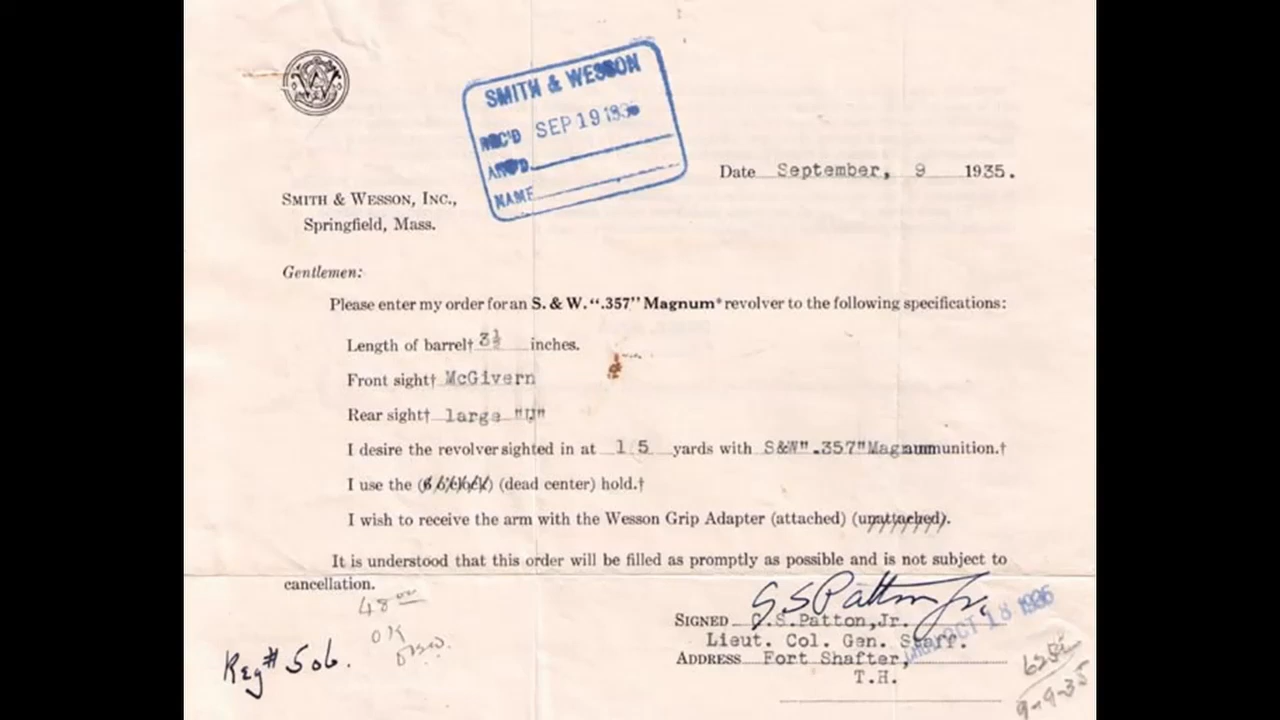 SMITH & WESSON
REC'D SEP 19 1935
ANS'D
NAME
Date September, 9 1935.
SMITH & WESSON, INC.,
Springfield, Mass.
Gentlemen:
Please enter my order for an S. & W. ".357" Magnum* revolver to the following specifications:
Length of barrel† 3½ inches.
Front sight† McGivern
Rear sight† large "U"
I desire the revolver sighted in at 15 yards with S&W".357"Magnum munition.†
I use the (dead center) hold.†
I wish to receive the arm with the Wesson Grip Adapter (attached) (unattached).
It is understood that this order will be filled as promptly as possible and is not subject to
cancellation.
48.00
OK
Reg# 506.
G S Patton Jr.
SIGNED G.S.Patton,Jr.
Lieut. Col. Gen. Staff.
OCT 18 1935
ADDRESS Fort Shafter,
T.H.
9-9-35